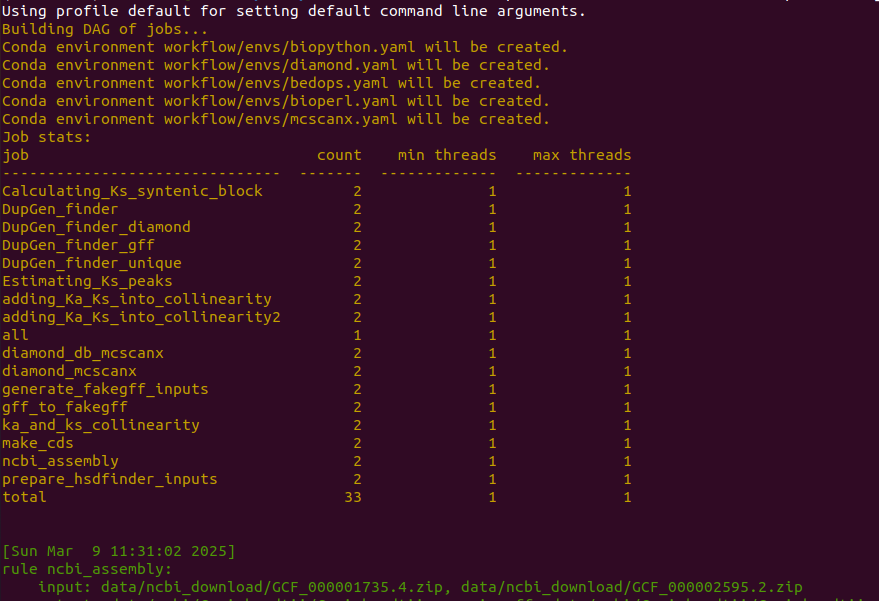 Using profile default for setting default command line arguments.
Building DAG of jobs...
Conda environment workflow/envs/biopython.yaml will be created.
Conda environment workflow/envs/diamond.yaml will be created.
Conda environment workflow/envs/bedops.yaml will be created.
Conda environment workflow/envs/bioperl.yaml will be created.
Conda environment workflow/envs/mcscanx.yaml will be created.
Job stats:
job                                count    min threads    max threads
-------------------------------  -------  -------------  -------------
Calculating_Ks_syntenic_block          2              1              1
DupGen_finder                          2              1              1
DupGen_finder_diamond                  2              1              1
DupGen_finder_gff                      2              1              1
DupGen_finder_unique                   2              1              1
Estimating_Ks_peaks                    2              1              1
adding_Ka_Ks_into_collinearity         2              1              1
adding_Ka_Ks_into_collinearity2        2              1              1
all                                    1              1              1
diamond_db_mcscanx                     2              1              1
diamond_mcscanx                        2              1              1
generate_fakegff_inputs                2              1              1
gff_to_fakegff                         2              1              1
ka_and_ks_collinearity                 2              1              1
make_cds                               2              1              1
ncbi_assembly                          2              1              1
prepare_hsdfinder_inputs               2              1              1
total                                 33              1              1
[Sun Mar  9 11:31:02 2025]
rule ncbi_assembly:
    input: data/ncbi_download/GCF_000001735.4.zip, data/ncbi_download/GCF_000002595.2.zip